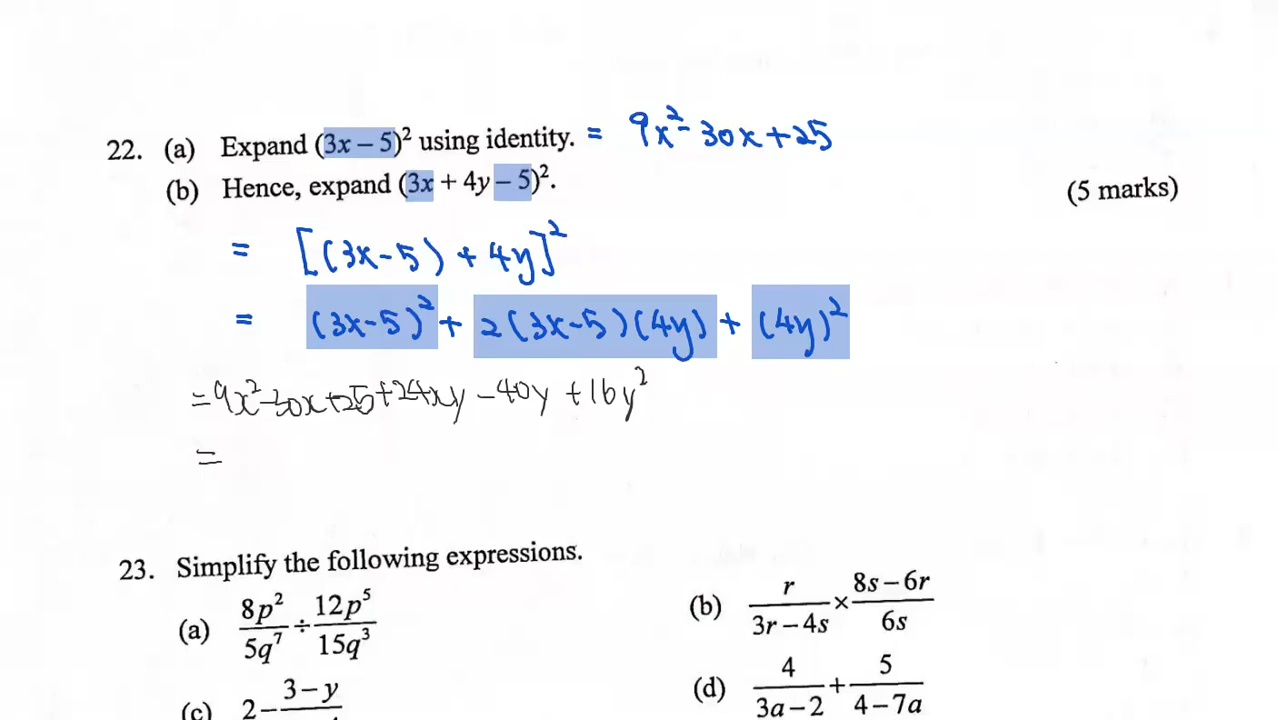 22. (a) Expand (3x − 5)² using identity. = 9x² - 30x + 25
(b) Hence, expand (3x + 4y − 5)².
(5 marks)
= [(3x-5) + 4y]²
= (3x-5)² + 2(3x-5)(4y) + (4y)²
= 9x² - 30x + 25 + 24xy - 40y + 16y²
=
23. Simplify the following expressions.
(a) 8p²/5q⁷ ÷ 12p⁵/15q³
(b) r/3r − 4s × 8s − 6r/6s
(c) 2 − 3 − y
(d) 4/3a − 2 + 5/4 − 7a